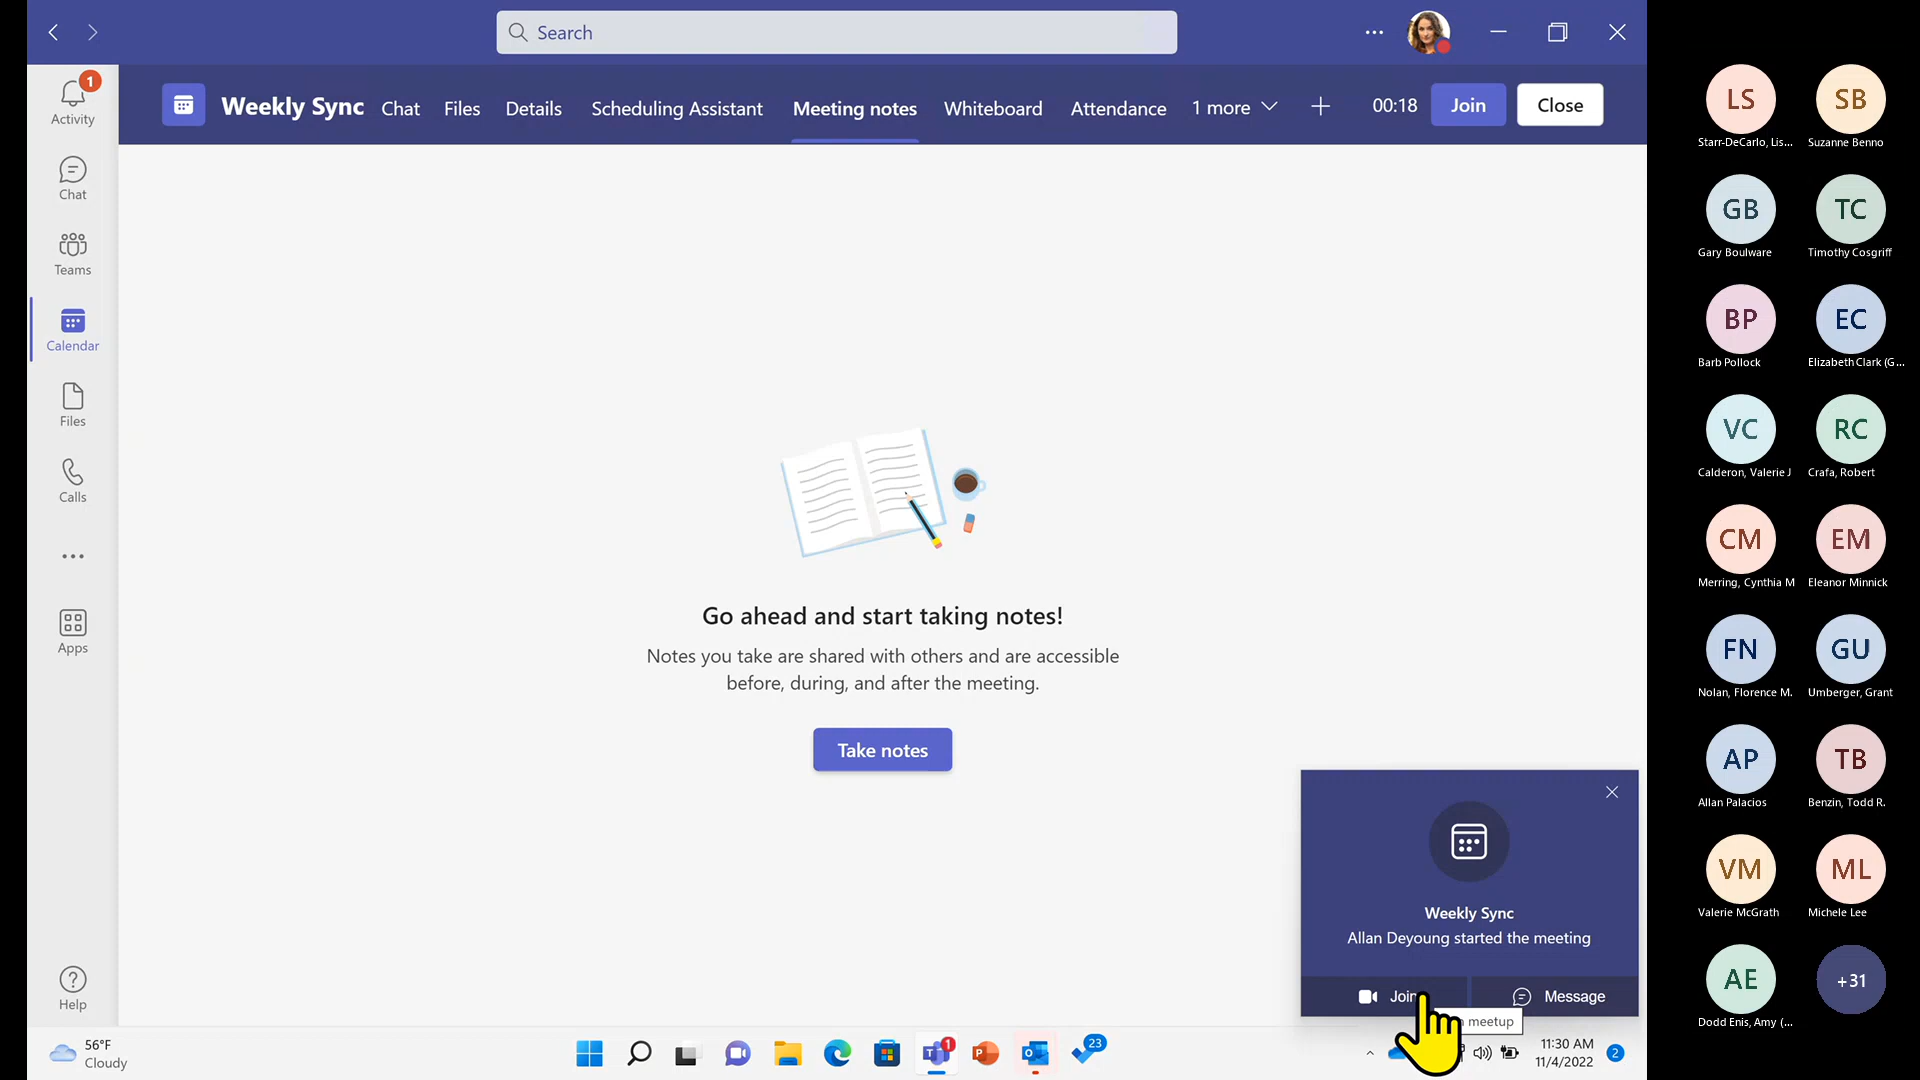 Search
Weekly Sync
Chat
Files
Details
Scheduling Assistant
Meeting notes
Whiteboard
Attendance
1 more
00:18
Join
Close
1
Activity
Chat
Teams
Calendar
Files
Calls
Apps
Help
Go ahead and start taking notes!
Notes you take are shared with others and are accessible
before, during, and after the meeting.
Take notes
Weekly Sync
Allan Deyoung started the meeting
Join
Message
meetup
56°F
Cloudy
1
23
11:30 AM
11/4/2022
2
LS
Starr-DeCarlo, Lis...
SB
Suzanne Benno
GB
Gary Boulware
TC
Timothy Cosgriff
BP
Barb Pollock
EC
Elizabeth Clark (G...
VC
Calderon, Valerie J
RC
Crafa, Robert
CM
Merring, Cynthia M
EM
Eleanor Minnick
FN
Nolan, Florence M.
GU
Umberger, Grant
AP
Allan Palacios
TB
Benzin, Todd R.
VM
Valerie McGrath
ML
Michele Lee
AE
Dodd Enis, Amy (...
+31